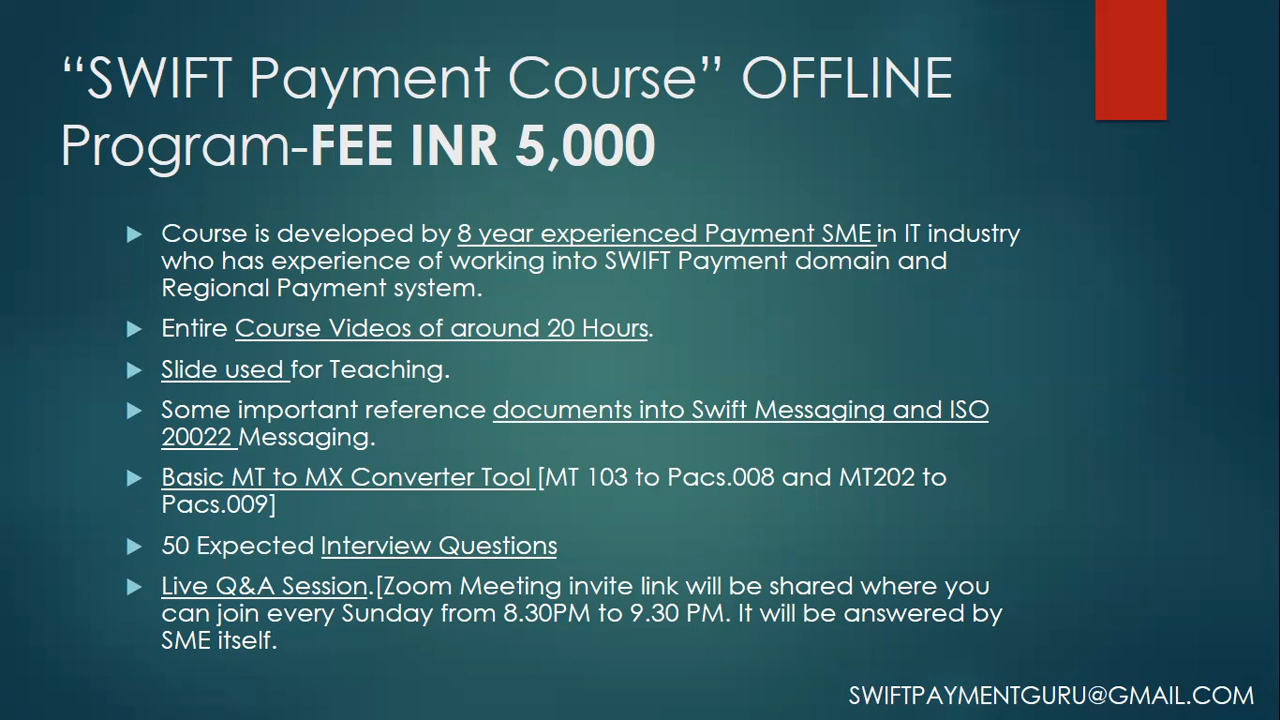 “SWIFT Payment Course” OFFLINE
Program-FEE INR 5,000
Course is developed by 8 year experienced Payment SME in IT industry
who has experience of working into SWIFT Payment domain and
Regional Payment system.
Entire Course Videos of around 20 Hours.
Slide used for Teaching.
Some important reference documents into Swift Messaging and ISO
20022 Messaging.
Basic MT to MX Converter Tool [MT 103 to Pacs.008 and MT202 to
Pacs.009]
50 Expected Interview Questions
Live Q&A Session.[Zoom Meeting invite link will be shared where you
can join every Sunday from 8.30PM to 9.30 PM. It will be answered by
SME itself.
SWIFTPAYMENTGURU@GMAIL.COM